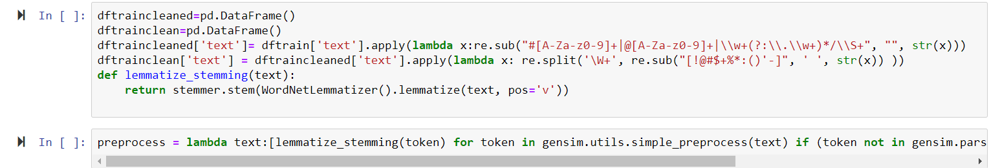 In [ ]:
dftraincleaned=pd.DataFrame()
dftrainclean=pd.DataFrame()
dftraincleaned['text']= dftrain['text'].apply(lambda x:re.sub("#[A-Za-z0-9]+|@[A-Za-z0-9]+|\\w+(?:\\.\\w+)*/\\S+", "", str(x)))
dftrainclean['text'] = dftraincleaned['text'].apply(lambda x: re.split('\W+', re.sub("[!@#$+%*:()'-]", ' ', str(x)) ))
def lemmatize_stemming(text):
    return stemmer.stem(WordNetLemmatizer().lemmatize(text, pos='v'))
In [ ]:
preprocess = lambda text:[lemmatize_stemming(token) for token in gensim.utils.simple_preprocess(text) if (token not in gensim.pars